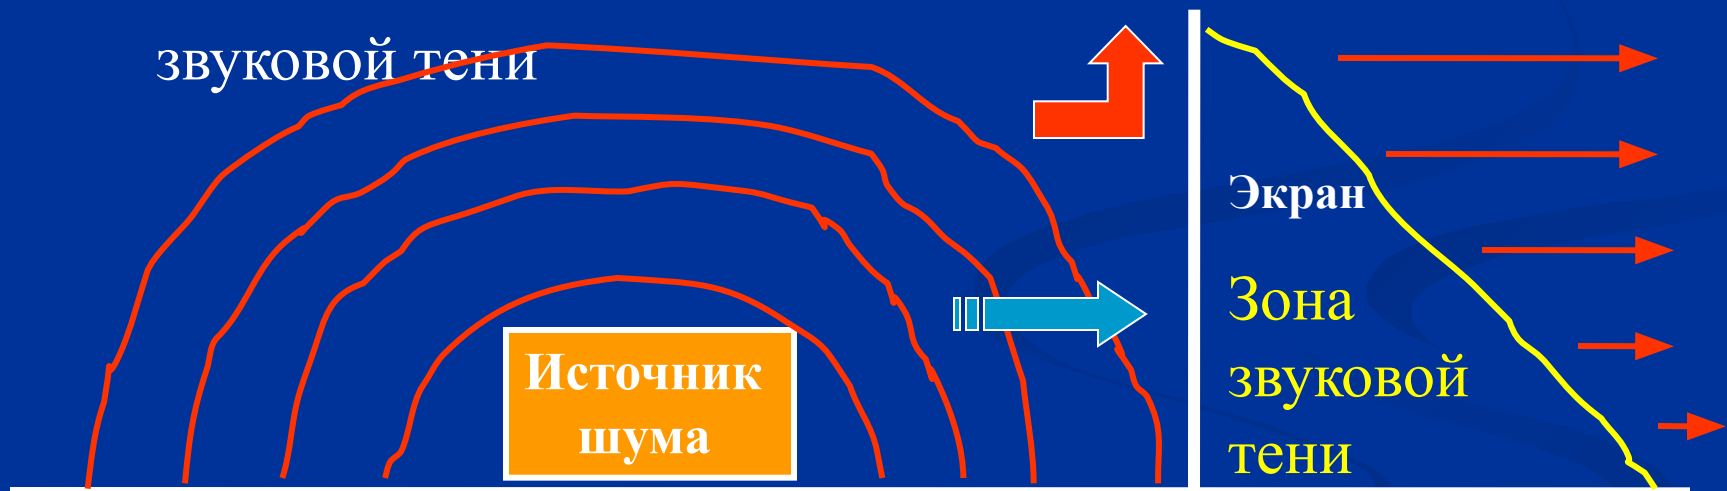 звуковой тени
Экран
Источник
шума
Зона
звуковой
тени